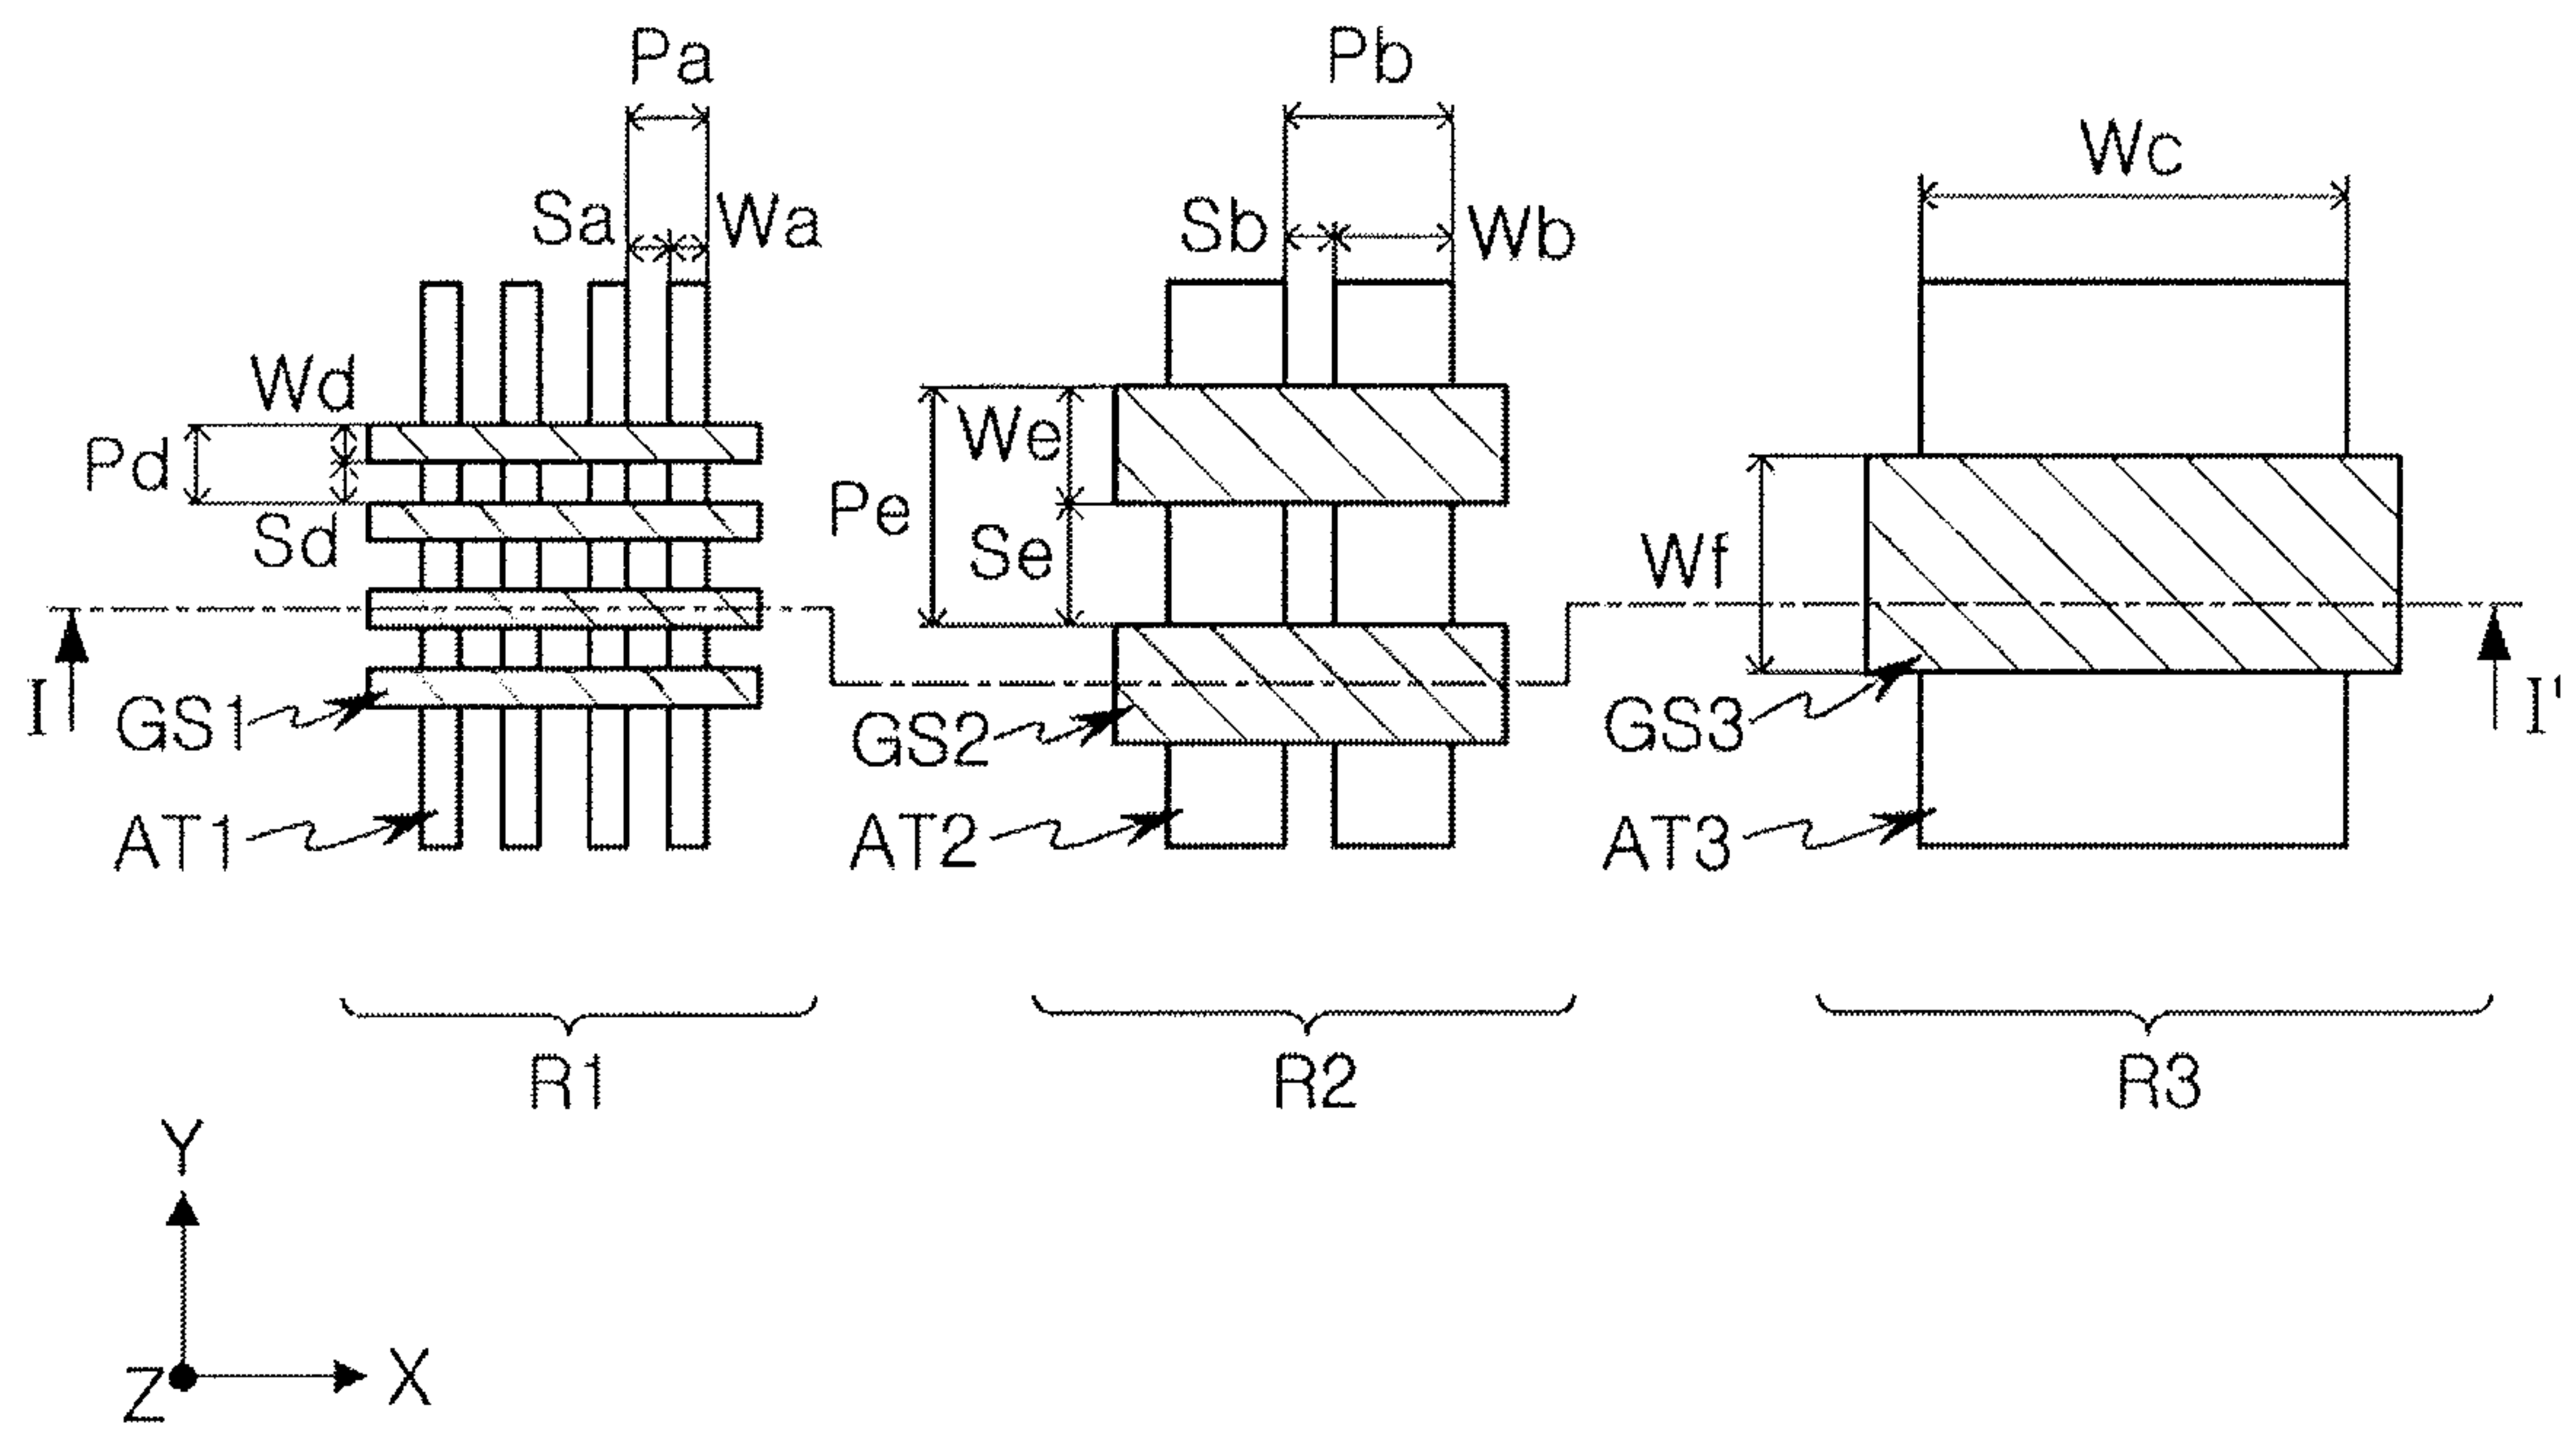 Pa
Pb
Wc
Sa
Wa
Sb
Wb
Wd
Pd
Sd
We
Pe
Se
Wf
I
GS1
GS2
GS3
I'
AT1
AT2
AT3
R1
R2
R3
Y
Z
X